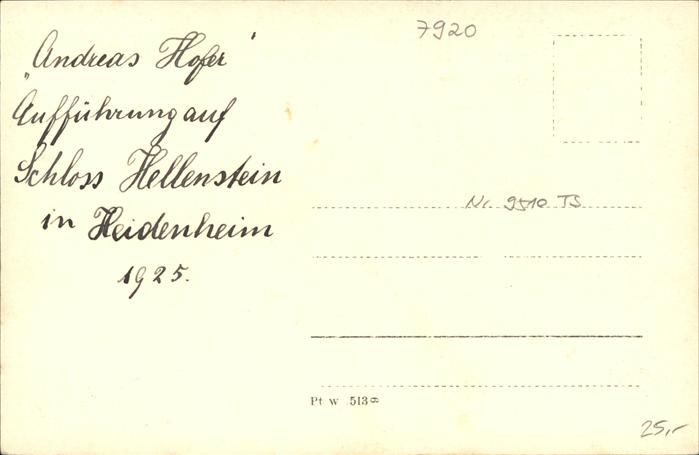 7920
„Andreas Hofer"
Aufführung auf
Schloss Hellenstein
in Heidenheim
1925.
Nr. 9510 TS
Pt w .513
25,-